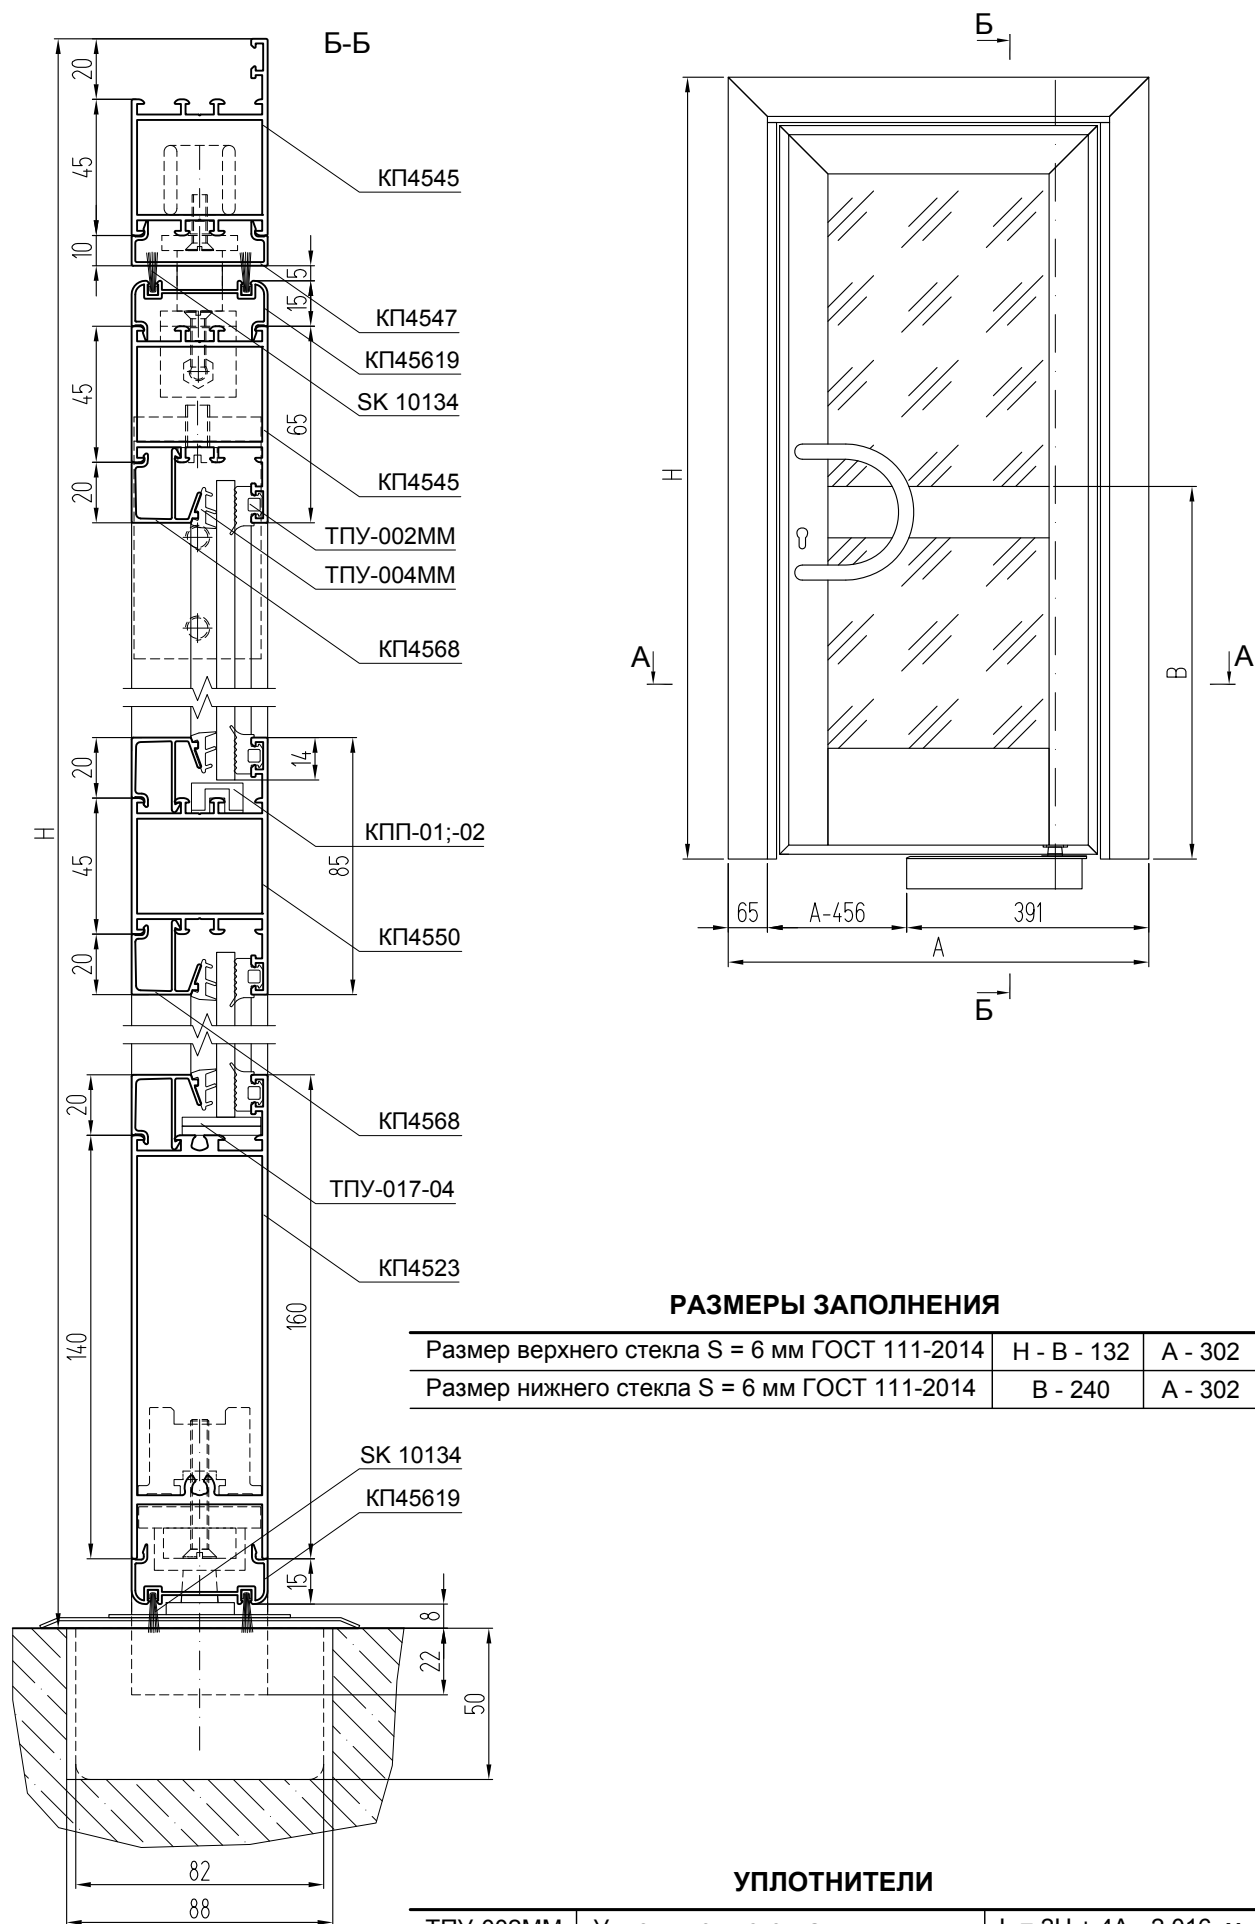 Б-Б
20
45
КП4545
10
5
15
КП4547
КП45619
SK 10134
45
65
КП4545
20
ТПУ-002ММ
ТПУ-004ММ
КП4568
20
14
КПП-01;-02
H
45
85
КП4550
20
20
КП4568
ТПУ-017-04
КП4523
140
160
SK 10134
КП45619
15
8
22
50
82
88
Б
H
А
А
B
65
A-456
391
A
Б
РАЗМЕРЫ ЗАПОЛНЕНИЯ
Размер верхнего стекла S = 6 мм ГОСТ 111-2014 H - B - 132 A - 302
Размер нижнего стекла S = 6 мм ГОСТ 111-2014 B - 240 A - 302
УПЛОТНИТЕЛИ